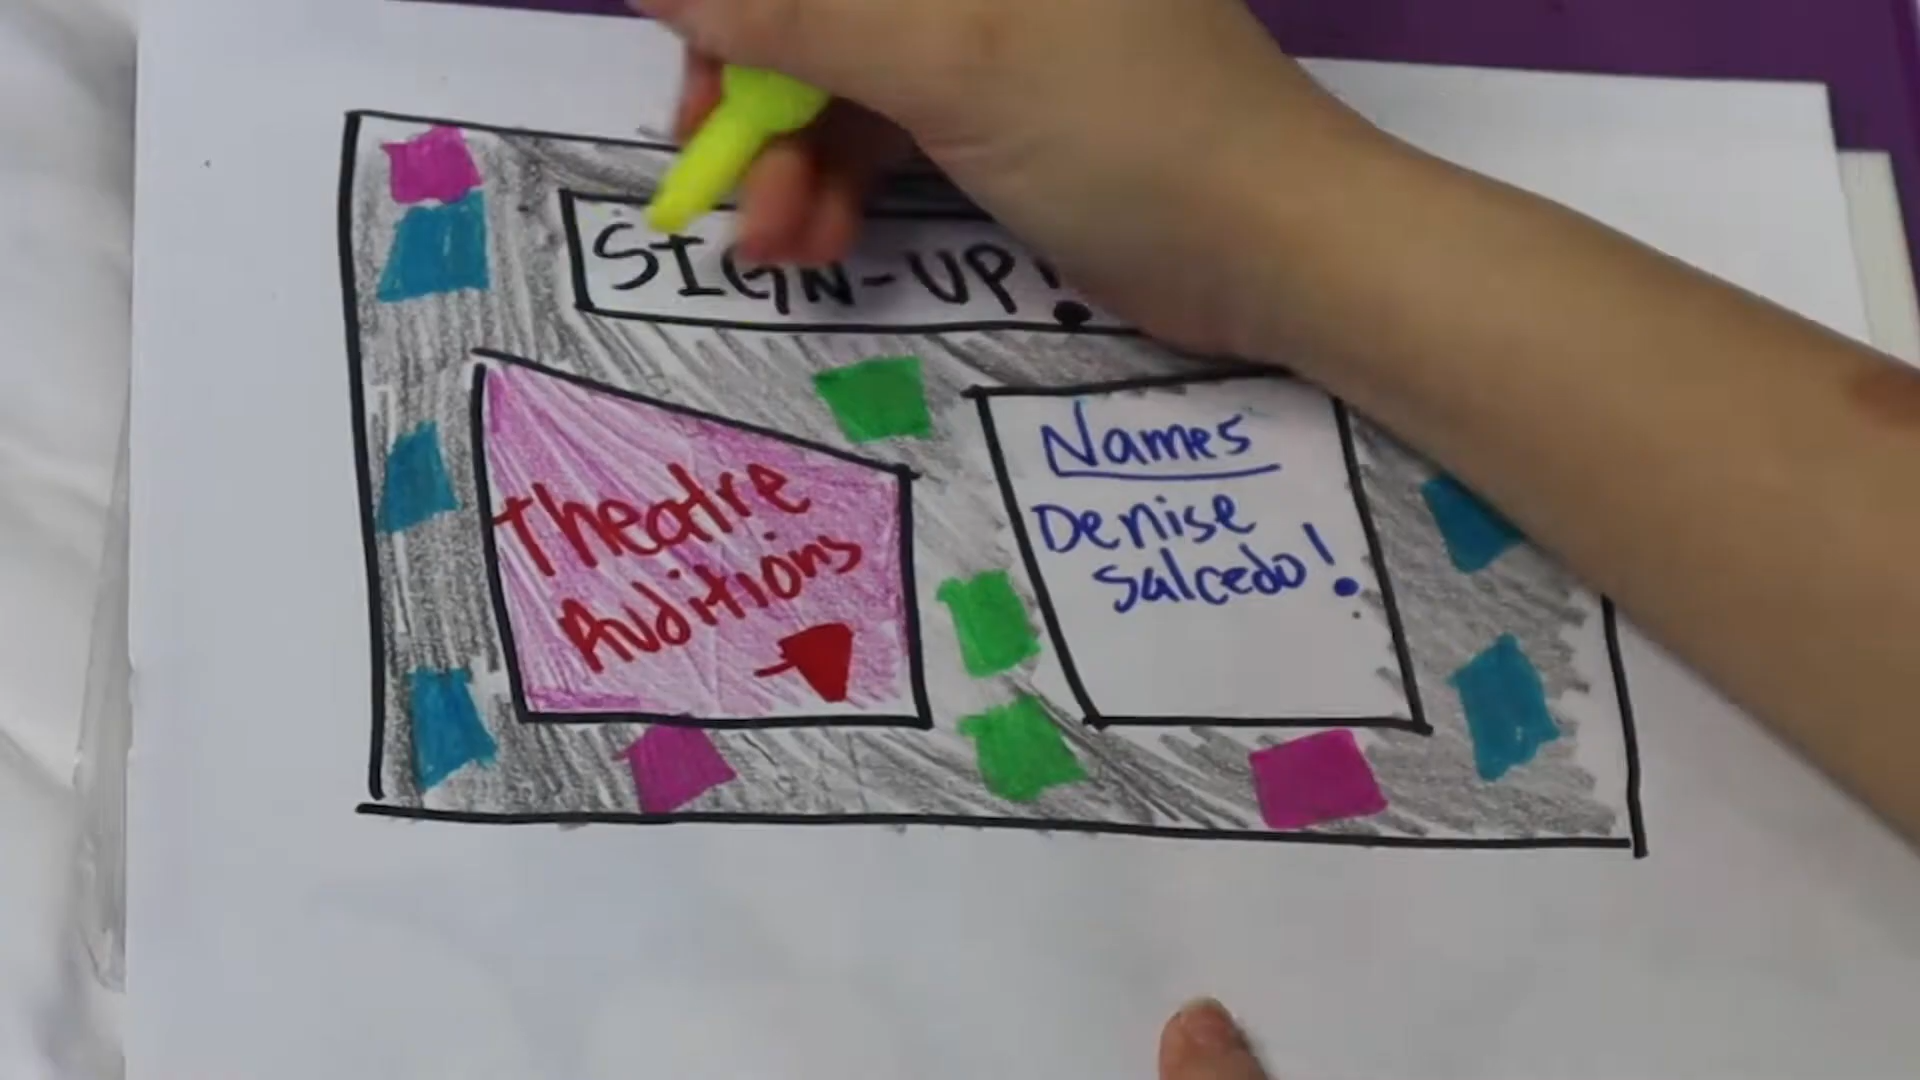 SIGN-UP!
Theatre
Auditions
Names
Denise
Salcedo!